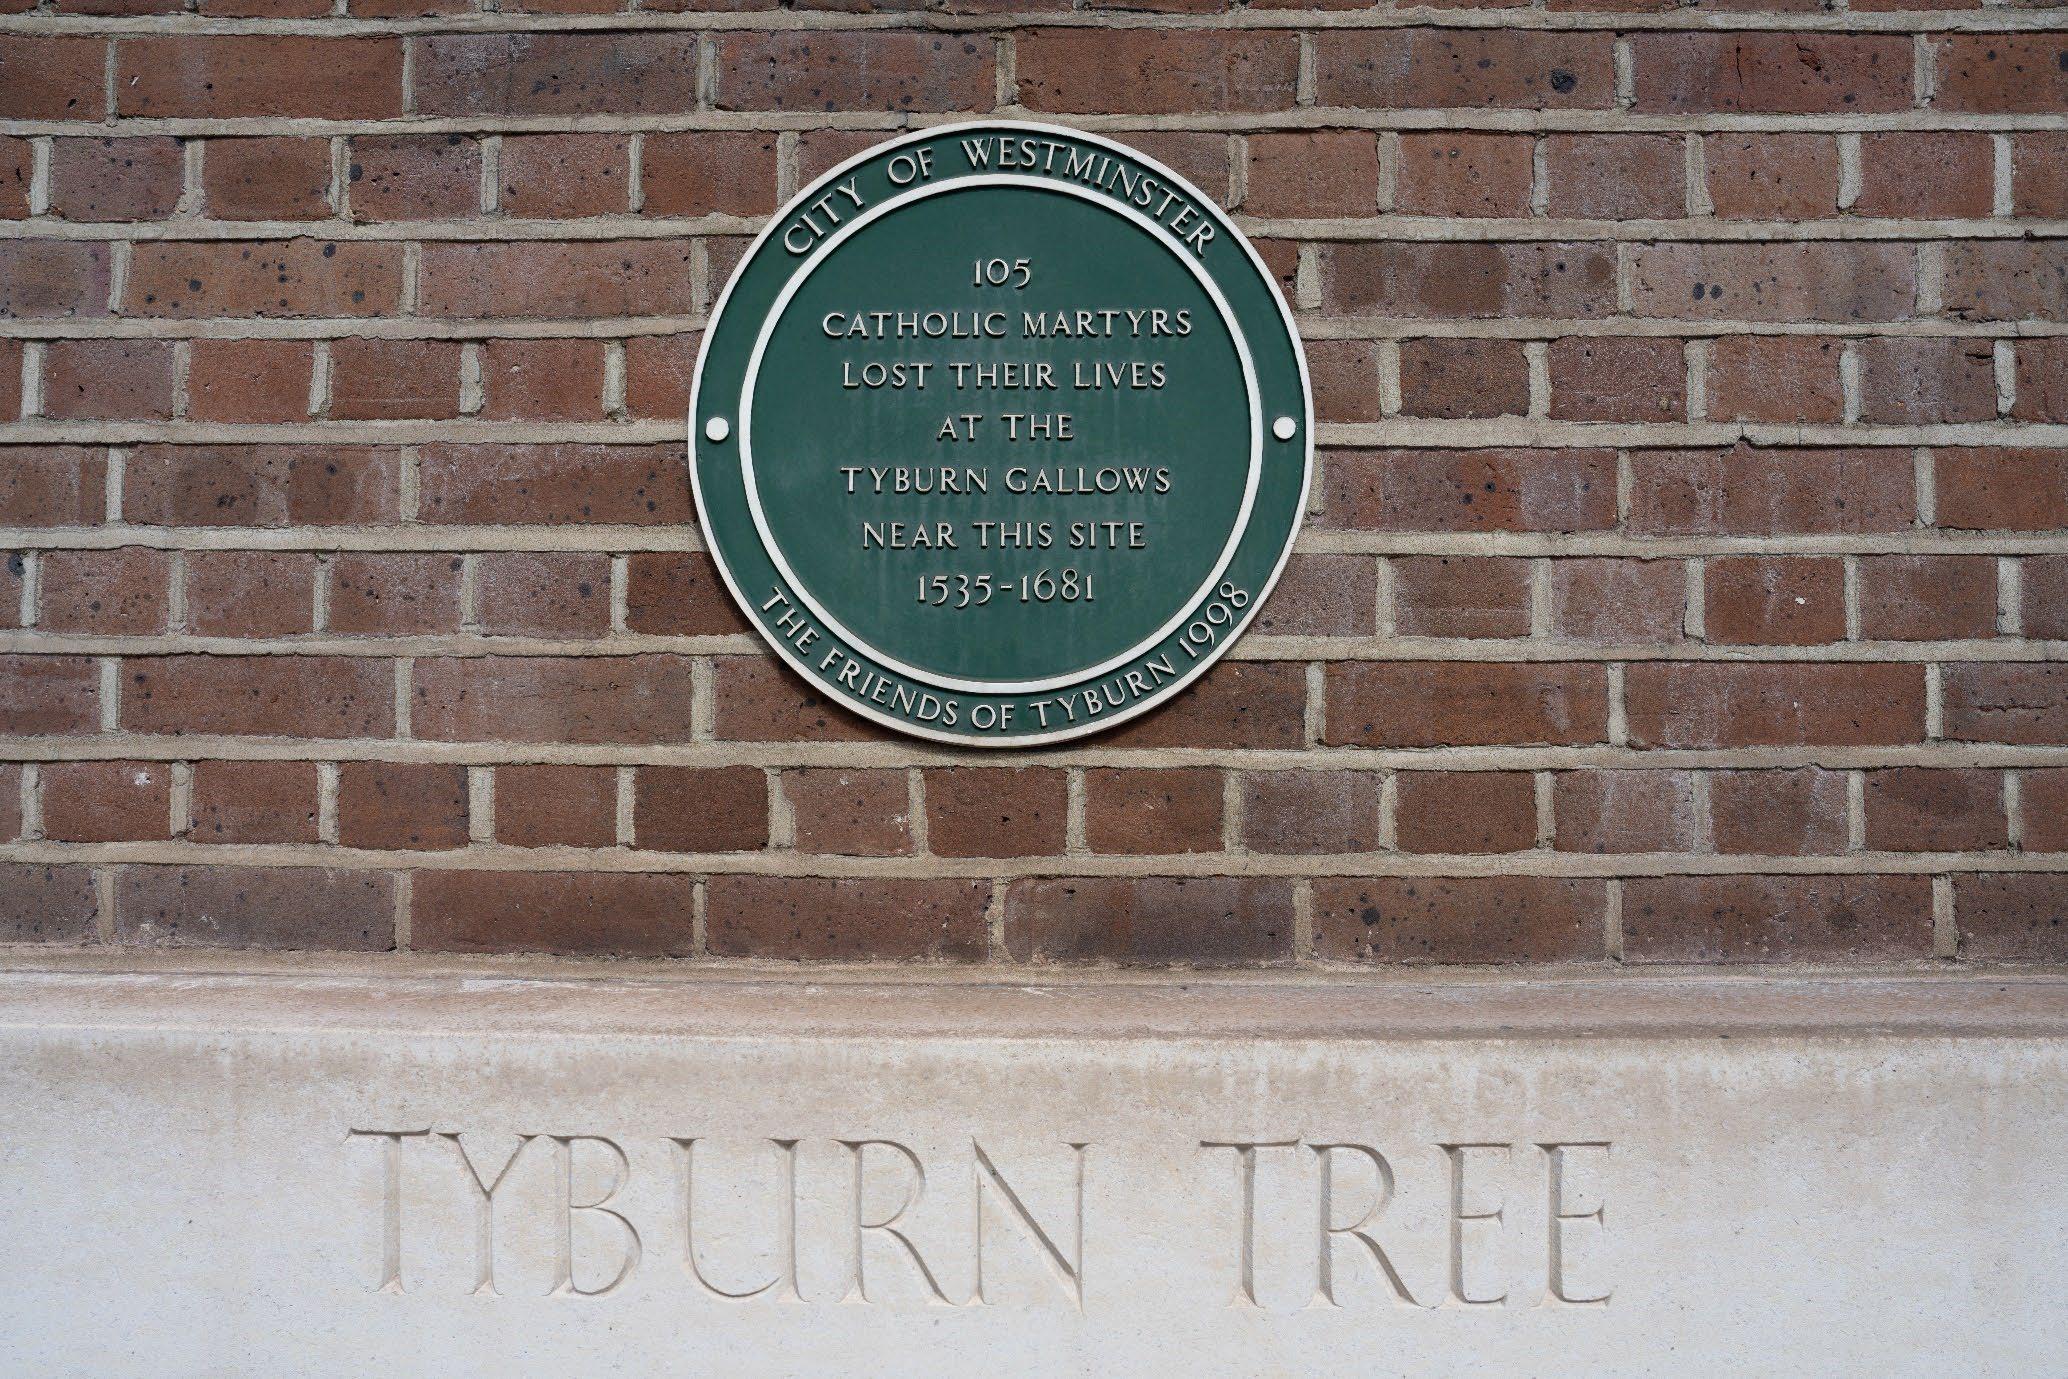 CITY OF WESTMINSTER
105
CATHOLIC MARTYRS
LOST THEIR LIVES
AT THE
TYBURN GALLOWS
NEAR THIS SITE
1535-1681
THE FRIENDS OF TYBURN 1998
TYBURN TREE